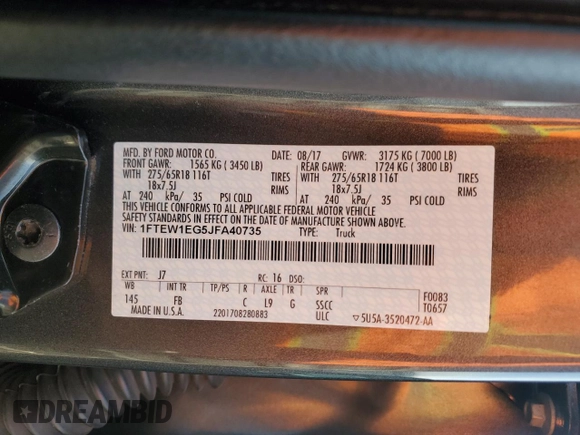 MFD. BY FORD MOTOR CO. DATE: 08/17 GVWR: 3175 KG ( 7000 LB)
FRONT GAWR: 1565 KG ( 3450 LB) REAR GAWR: 1724 KG ( 3800 LB)
WITH 275/65R18 116T TIRES WITH 275/65R18 116T TIRES
18x7.5J RIMS 18x7.5J RIMS
AT 240 kPa/ 35 PSI COLD AT 240 kPa/ 35 PSI COLD
THIS VEHICLE CONFORMS TO ALL APPLICABLE FEDERAL MOTOR VEHICLE
SAFETY STANDARDS IN EFFECT ON THE DATE OF MANUFACTURE SHOWN ABOVE.
VIN: 1FTEW1EG5JFA40735 TYPE: Truck
EXT PNT: J7 RC: 16 DSO:
WB INT TR TP/PS R AXLE TR SPR
145 FB C L9 G SSCC
MADE IN U.S.A. 2201708280883 ULC
F0083
T0657
▽5U5A-3520472-AA
DREAMBID